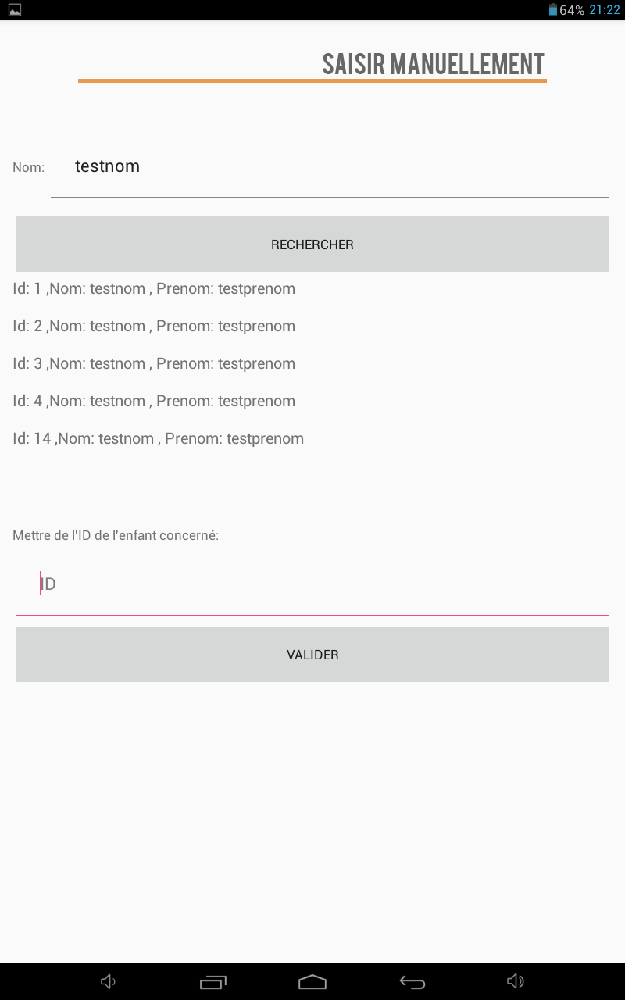 64% 21:22
SAISIR MANUELLEMENT
Nom: testnom
RECHERCHER
Id: 1 ,Nom: testnom , Prenom: testprenom
Id: 2 ,Nom: testnom , Prenom: testprenom
Id: 3 ,Nom: testnom , Prenom: testprenom
Id: 4 ,Nom: testnom , Prenom: testprenom
Id: 14 ,Nom: testnom , Prenom: testprenom
Mettre de l'ID de l'enfant concerné:
ID
VALIDER